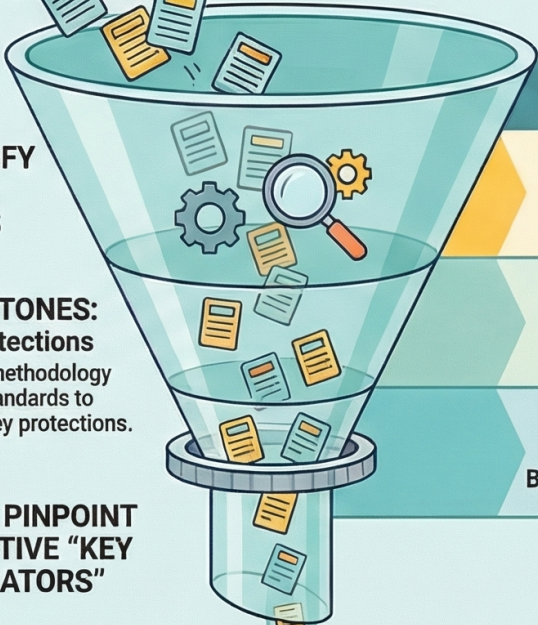 FY
S
TONES:
tections
nethodology
andards to
ey protections.
B
PINPOINT
TIVE “KEY
ATORS”